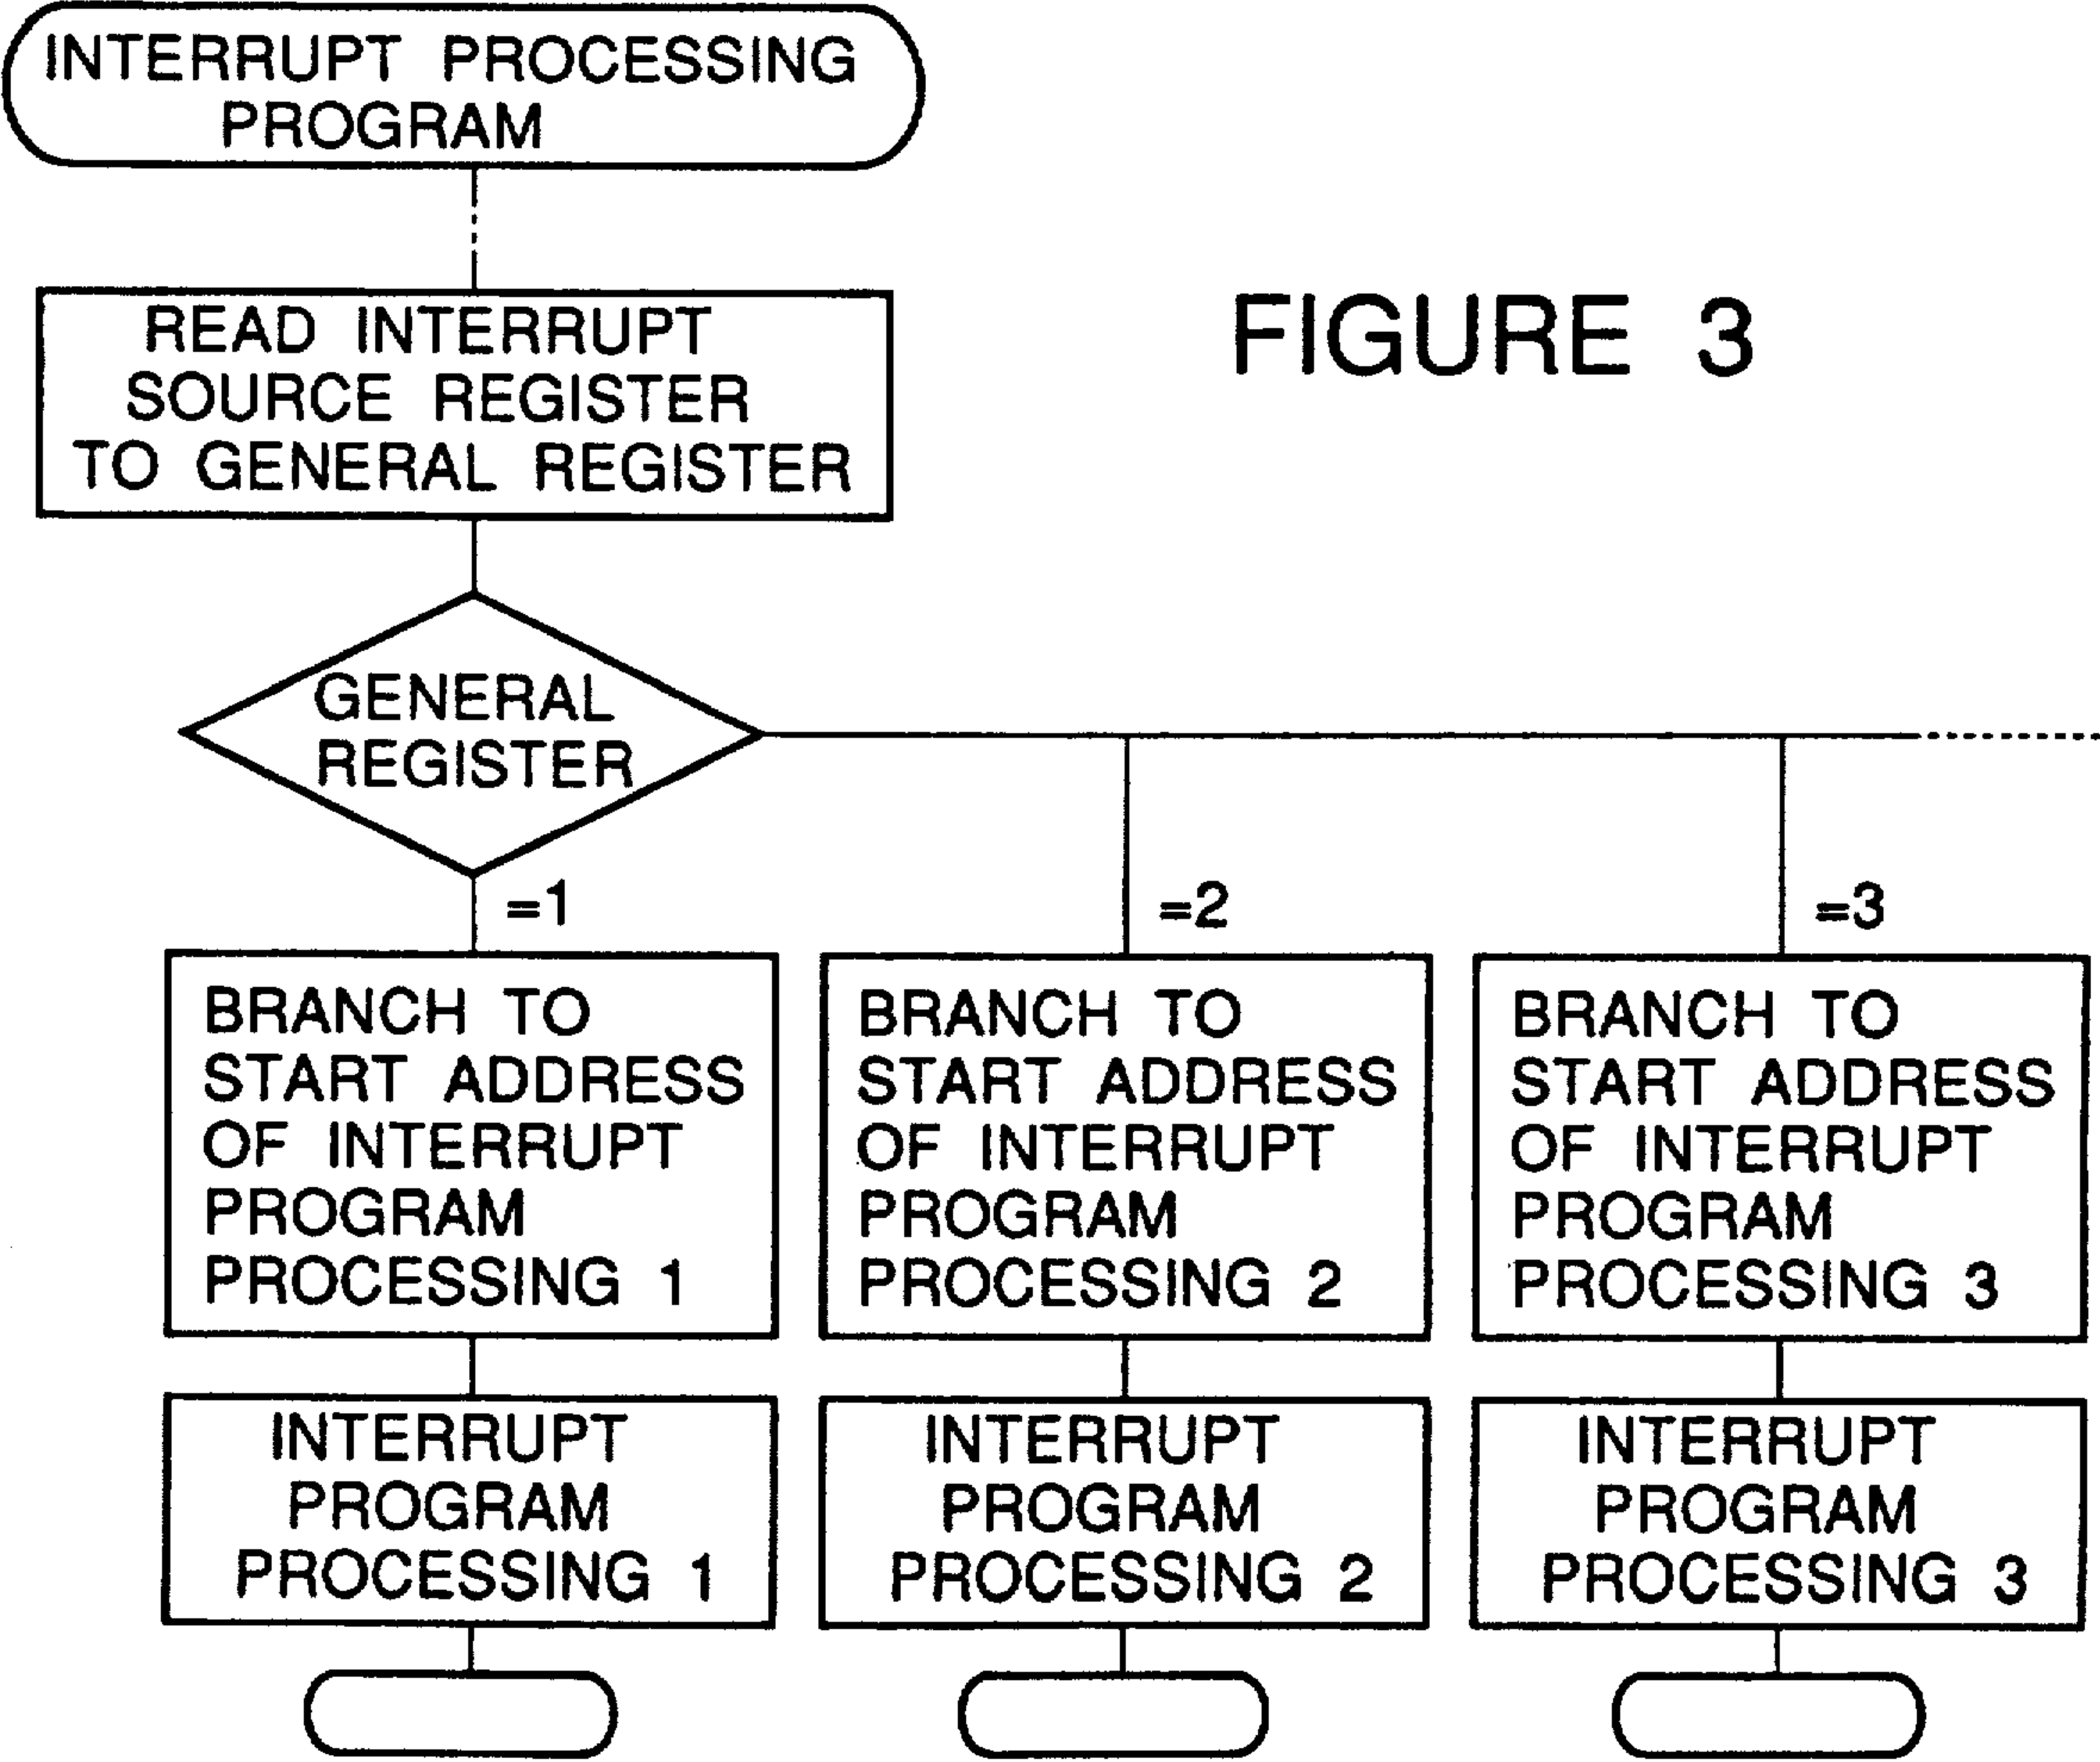 INTERRUPT PROCESSING
PROGRAM
READ INTERRUPT
SOURCE REGISTER
TO GENERAL REGISTER
FIGURE 3
GENERAL
REGISTER
=1
=2
=3
BRANCH TO
START ADDRESS
OF INTERRUPT
PROGRAM
PROCESSING 1
BRANCH TO
START ADDRESS
OF INTERRUPT
PROGRAM
PROCESSING 2
BRANCH TO
START ADDRESS
OF INTERRUPT
PROGRAM
PROCESSING 3
INTERRUPT
PROGRAM
PROCESSING 1
INTERRUPT
PROGRAM
PROCESSING 2
INTERRUPT
PROGRAM
PROCESSING 3